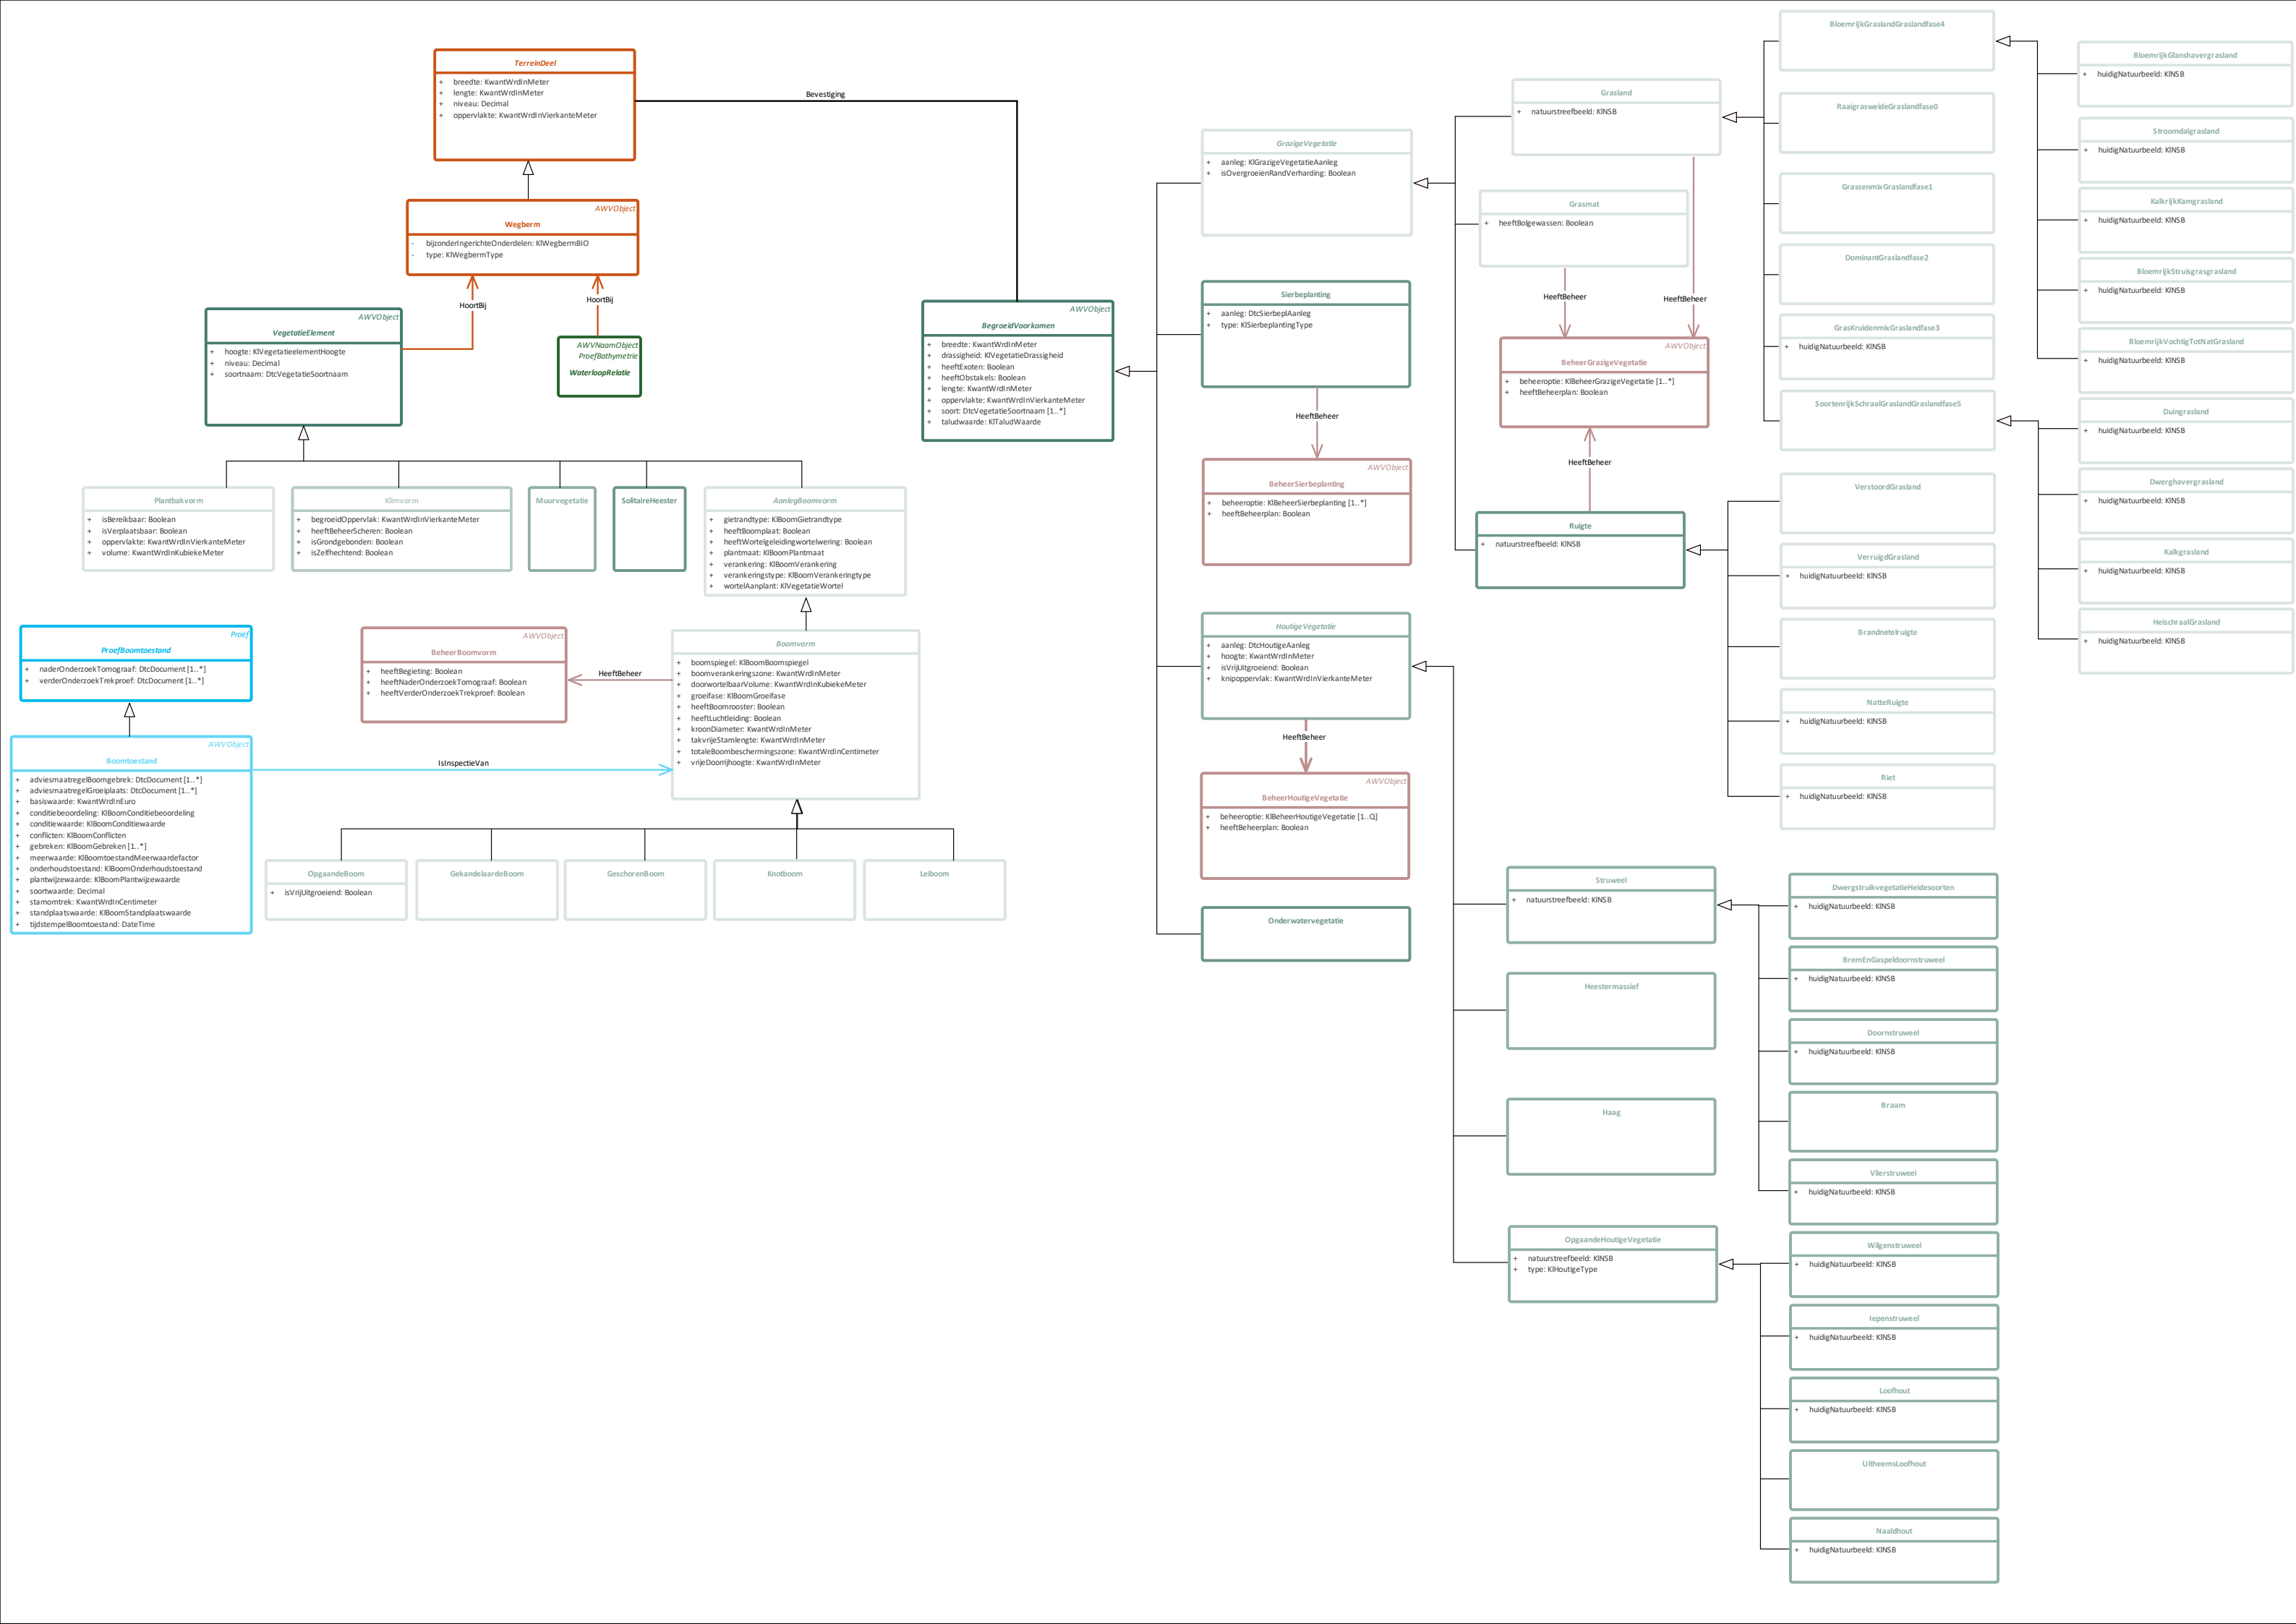 TerreinDeel
+ breedte: KwantWrdInMeter
+ lengte: KwantWrdInMeter
+ niveau: Decimal
+ oppervlakte: KwantWrdInVierkanteMeter
Bevestiging
AWVObject
Wegberm
- bijzonderIngerichteOnderdelen: KlWegbermBIO
- type: KlWegbermType
HoortBij
HoortBij
AWVObject
VegetatieElement
+ hoogte: KlVegetatieelementHoogte
+ niveau: Decimal
+ soortnaam: DtcVegetatieSoortnaam
AWVNaamObject
ProefBathymetrie
WaterloopRelatie
AWVObject
BegroeidVoorkomen
+ breedte: KwantWrdInMeter
+ drassigheid: KlVegetatieDrassigheid
+ heeftExoten: Boolean
+ heeftObstakels: Boolean
+ lengte: KwantWrdInMeter
+ oppervlakte: KwantWrdInVierkanteMeter
+ soort: DtcVegetatieSoortnaam [1..*]
+ taludwaarde: KlTaludWaarde
Plantbakvorm
+ isBereikbaar: Boolean
+ isVerplaatsbaar: Boolean
+ oppervlakte: KwantWrdInVierkanteMeter
+ volume: KwantWrdInKubiekeMeter
Klimvorm
+ begroeidOppervlak: KwantWrdInVierkanteMeter
+ heeftBeheerScheren: Boolean
+ isGrondgebonden: Boolean
+ isZelfhechtend: Boolean
Muurvegetatie
SolitaireHeester
AanlegBoomvorm
+ gietrandtype: KlBoomGietrandtype
+ heeftBoomplaat: Boolean
+ heeftWortelgeleidingwortelwering: Boolean
+ plantmaat: KlBoomPlantmaat
+ verankering: KlBoomVerankering
+ verankeringstype: KlBoomVerankeringtype
+ wortelAanplant: KlVegetatieWortel
Proef
ProefBoomtoestand
+ naderOnderzoekTomograaf: DtcDocument [1..*]
+ verderOnderzoekTrekproef: DtcDocument [1..*]
AWVObject
BeheerBoomvorm
+ heeftBegieting: Boolean
+ heeftNaderOnderzoekTomograaf: Boolean
+ heeftVerderOnderzoekTrekproef: Boolean
HeeftBeheer
Boomvorm
+ boomspiegel: KlBoomBoomspiegel
+ boomverankeringszone: KwantWrdInMeter
+ doorwortelbaarVolume: KwantWrdInKubiekeMeter
+ groeifase: KlBoomGroeifase
+ heeftBoomrooster: Boolean
+ heeftLuchtleiding: Boolean
+ kroonDiameter: KwantWrdInMeter
+ takvrijeStamlengte: KwantWrdInMeter
+ totaleBoombeschermingszone: KwantWrdInCentimeter
+ vrijeDoorrijhoogte: KwantWrdInMeter
AWVObject
Boomtoestand
+ adviesmaatregelBoomgebrek: DtcDocument [1..*]
+ adviesmaatregelGroeiplaats: DtcDocument [1..*]
+ basiswaarde: KwantWrdInEuro
+ conditiebeoordeling: KlBoomConditiebeoordeling
+ conditiewaarde: KlBoomConditiewaarde
+ conflicten: KlBoomConflicten
+ gebreken: KlBoomGebreken [1..*]
+ meerwaarde: KlBoomtoestandMeerwaardefactor
+ onderhoudstoestand: KlBoomOnderhoudstoestand
+ plantwijzewaarde: KlBoomPlantwijzewaarde
+ soortwaarde: Decimal
+ stamomtrek: KwantWrdInCentimeter
+ standplaatswaarde: KlBoomStandplaatswaarde
+ tijdstempelBoomtoestand: DateTime
IsInspectieVan
OpgaandeBoom
+ isVrijUitgroeiend: Boolean
GekandelaardeBoom
GeschorenBoom
Knotboom
Leiboom
GrazigeVegetatie
+ aanleg: KlGrazigeVegetatieAanleg
+ isOvergroeienRandVerharding: Boolean
Sierbeplanting
+ aanleg: DtcSierbeplAanleg
+ type: KlSierbeplantingType
HeeftBeheer
AWVObject
BeheerSierbeplanting
+ beheeroptie: KlBeheerSierbeplanting [1..*]
+ heeftBeheerplan: Boolean
HoutigeVegetatie
+ aanleg: DtcHoutigeAanleg
+ hoogte: KwantWrdInMeter
+ isVrijUitgroeiend: Boolean
+ knipoppervlak: KwantWrdInVierkanteMeter
HeeftBeheer
AWVObject
BeheerHoutigeVegetatie
+ beheeroptie: KlBeheerHoutigeVegetatie [1..Q]
+ heeftBeheerplan: Boolean
Onderwatervegetatie
Grasland
+ natuurstreefbeeld: KlNSB
Grasmat
+ heeftBolgewassen: Boolean
HeeftBeheer
HeeftBeheer
AWVObject
BeheerGrazigeVegetatie
+ beheeroptie: KlBeheerGrazigeVegetatie [1..*]
+ heeftBeheerplan: Boolean
HeeftBeheer
Ruigte
+ natuurstreefbeeld: KlNSB
Struweel
+ natuurstreefbeeld: KlNSB
Heestermassief
Haag
OpgaandeHoutigeVegetatie
+ natuurstreefbeeld: KlNSB
+ type: KlHoutigeType
BloemrijkGraslandGraslandfase4
RaaigrasweideGraslandfase0
GrassenmixGraslandfase1
DominantGraslandfase2
GrasKruidenmixGraslandfase3
+ huidigNatuurbeeld: KlNSB
SoortenrijkSchraalGraslandGraslandfase5
VerstoordGrasland
VerruigdGrasland
+ huidigNatuurbeeld: KlNSB
Brandnetelruigte
NatteRuigte
+ huidigNatuurbeeld: KlNSB
Riet
+ huidigNatuurbeeld: KlNSB
DwergstruikvegetatieHeidesoorten
+ huidigNatuurbeeld: KlNSB
BremEnGaspeldoornstruweel
+ huidigNatuurbeeld: KlNSB
Doornstruweel
+ huidigNatuurbeeld: KlNSB
Braam
Vlierstruweel
+ huidigNatuurbeeld: KlNSB
Wilgenstruweel
+ huidigNatuurbeeld: KlNSB
Iepenstruweel
+ huidigNatuurbeeld: KlNSB
Loofhout
+ huidigNatuurbeeld: KlNSB
UitheemsLoofhout
Naaldhout
+ huidigNatuurbeeld: KlNSB
BloemrijkGlanshavergrasland
+ huidigNatuurbeeld: KlNSB
Stroomdalgrasland
+ huidigNatuurbeeld: KlNSB
KalkrijkKamgrasland
+ huidigNatuurbeeld: KlNSB
BloemrijkStruisgrasgrasland
+ huidigNatuurbeeld: KlNSB
BloemrijkVochtigTotNatGrasland
+ huidigNatuurbeeld: KlNSB
Duingrasland
+ huidigNatuurbeeld: KlNSB
Dwerghavergrasland
+ huidigNatuurbeeld: KlNSB
Kalkgrasland
+ huidigNatuurbeeld: KlNSB
HeischraalGrasland
+ huidigNatuurbeeld: KlNSB